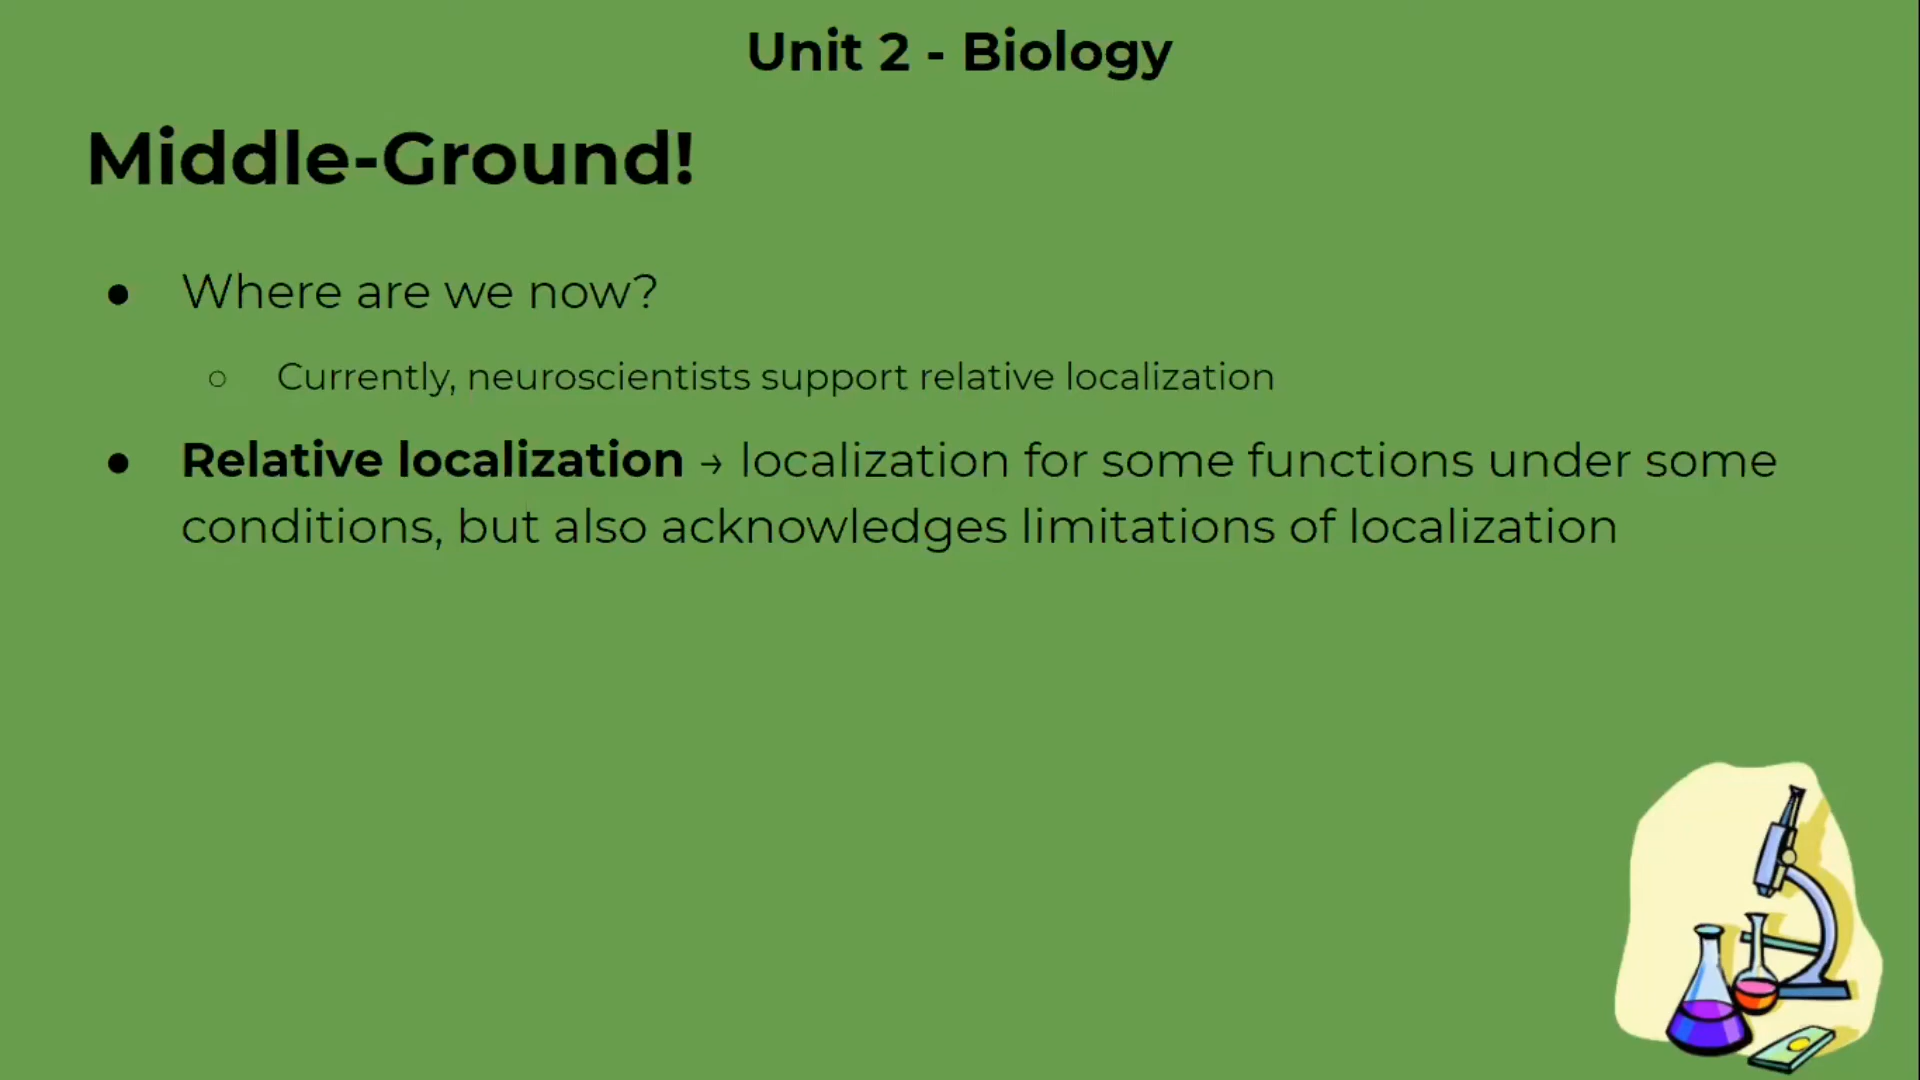 Unit 2 - Biology
Middle-Ground!
● Where are we now?
○ Currently, neuroscientists support relative localization
● Relative localization → localization for some functions under some
conditions, but also acknowledges limitations of localization